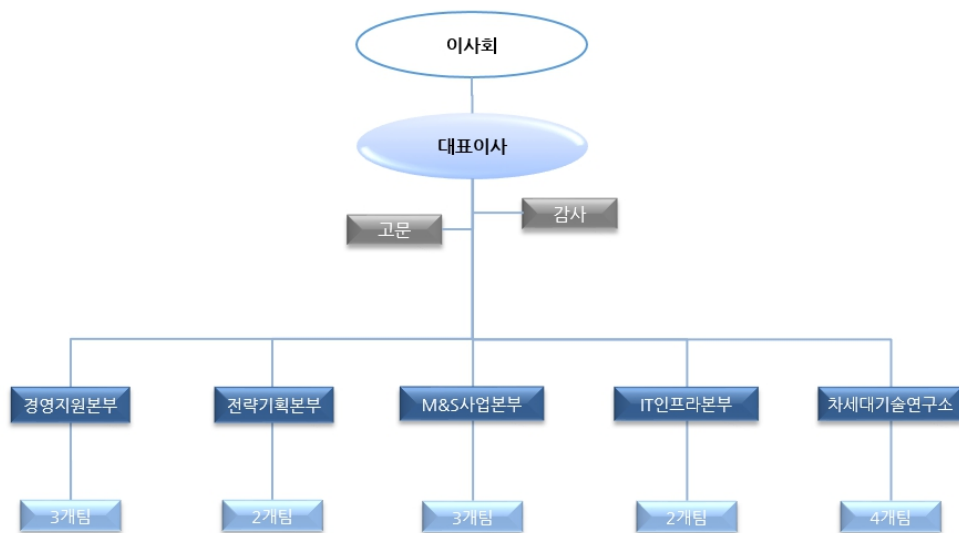 이사회
대표이사
감사
고문
경영지원본부
전략기획본부
M&S사업본부
IT인프라본부
차세대기술연구소
3개팀
2개팀
3개팀
2개팀
4개팀